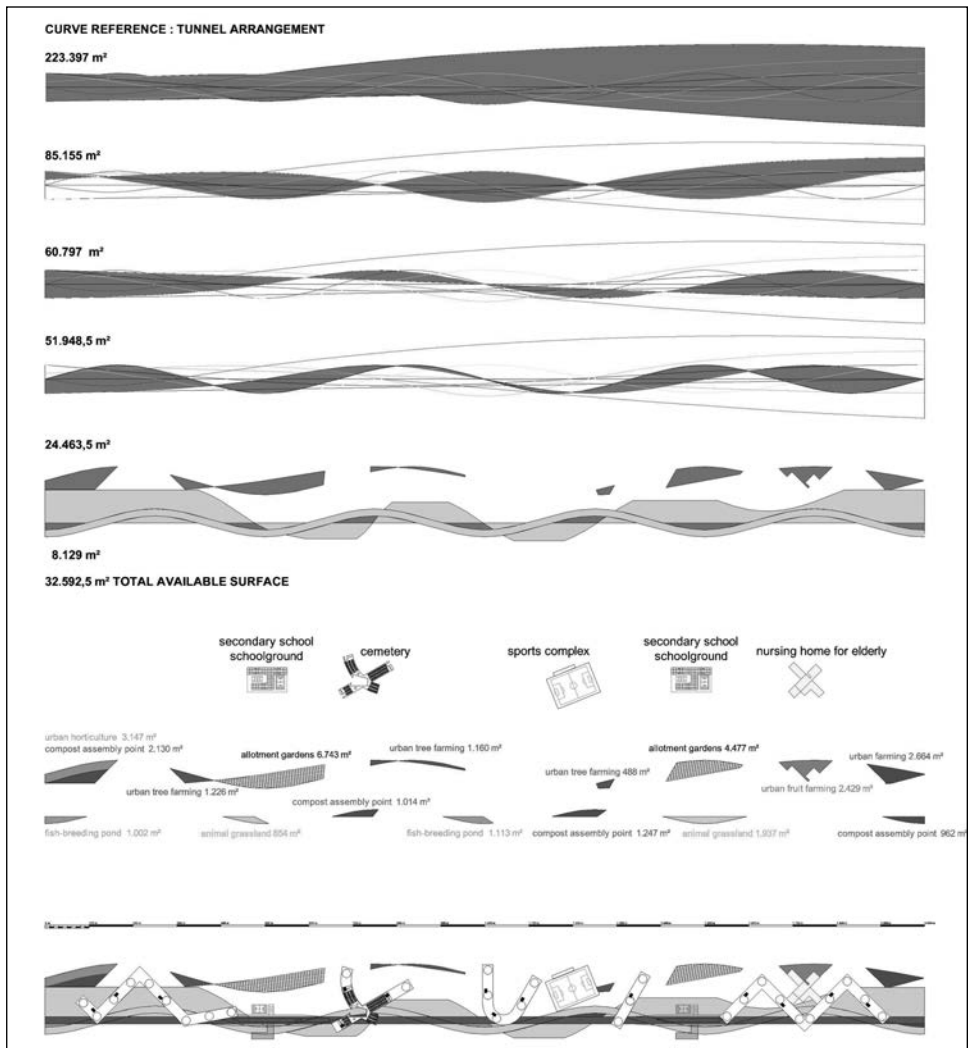 CURVE REFERENCE : TUNNEL ARRANGEMENT
223.397 m²
85.155 m²
60.797 m²
51.948,5 m²
24.463,5 m²
8.129 m²
32.592,5 m² TOTAL AVAILABLE SURFACE
secondary school
schoolground
cemetery
sports complex
secondary school
schoolground
nursing home for elderly
urban horticulture 3.147 m²
compost assembly point 2.130 m²
allotment gardens 6.743 m²
urban tree farming 1.160 m²
allotment gardens 4.477 m²
urban farming 2.664 m²
urban tree farming 488 m²
urban tree farming 1.226 m²
urban fruit farming 2.429 m²
compost assembly point 1.014 m²
fish-breeding pond 1.002 m²
animal grassland 854 m²
fish-breeding pond 1.113 m²
compost assembly point 1.247 m²
animal grassland 1,937 m²
compost assembly point 962 m²